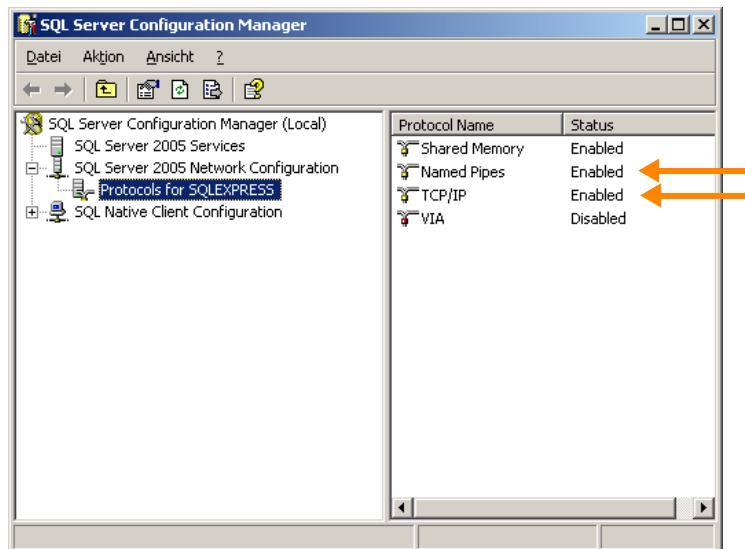 SQL Server Configuration Manager
Datei Aktion Ansicht ?
SQL Server Configuration Manager (Local)
SQL Server 2005 Services
SQL Server 2005 Network Configuration
Protocols for SQLEXPRESS
SQL Native Client Configuration
Protocol Name Status
Shared Memory Enabled
Named Pipes Enabled
TCP/IP Enabled
VIA Disabled